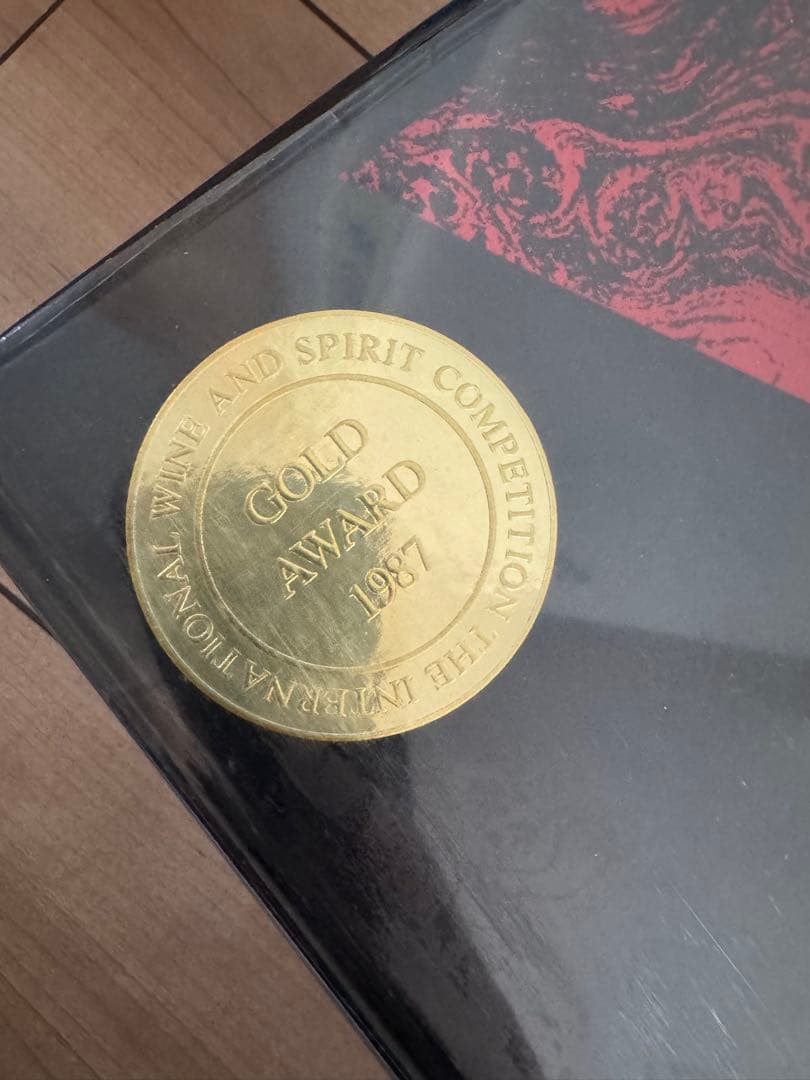 THE INTERNATIONAL WINE AND SPIRIT COMPETITION
GOLD
AWARD
1987